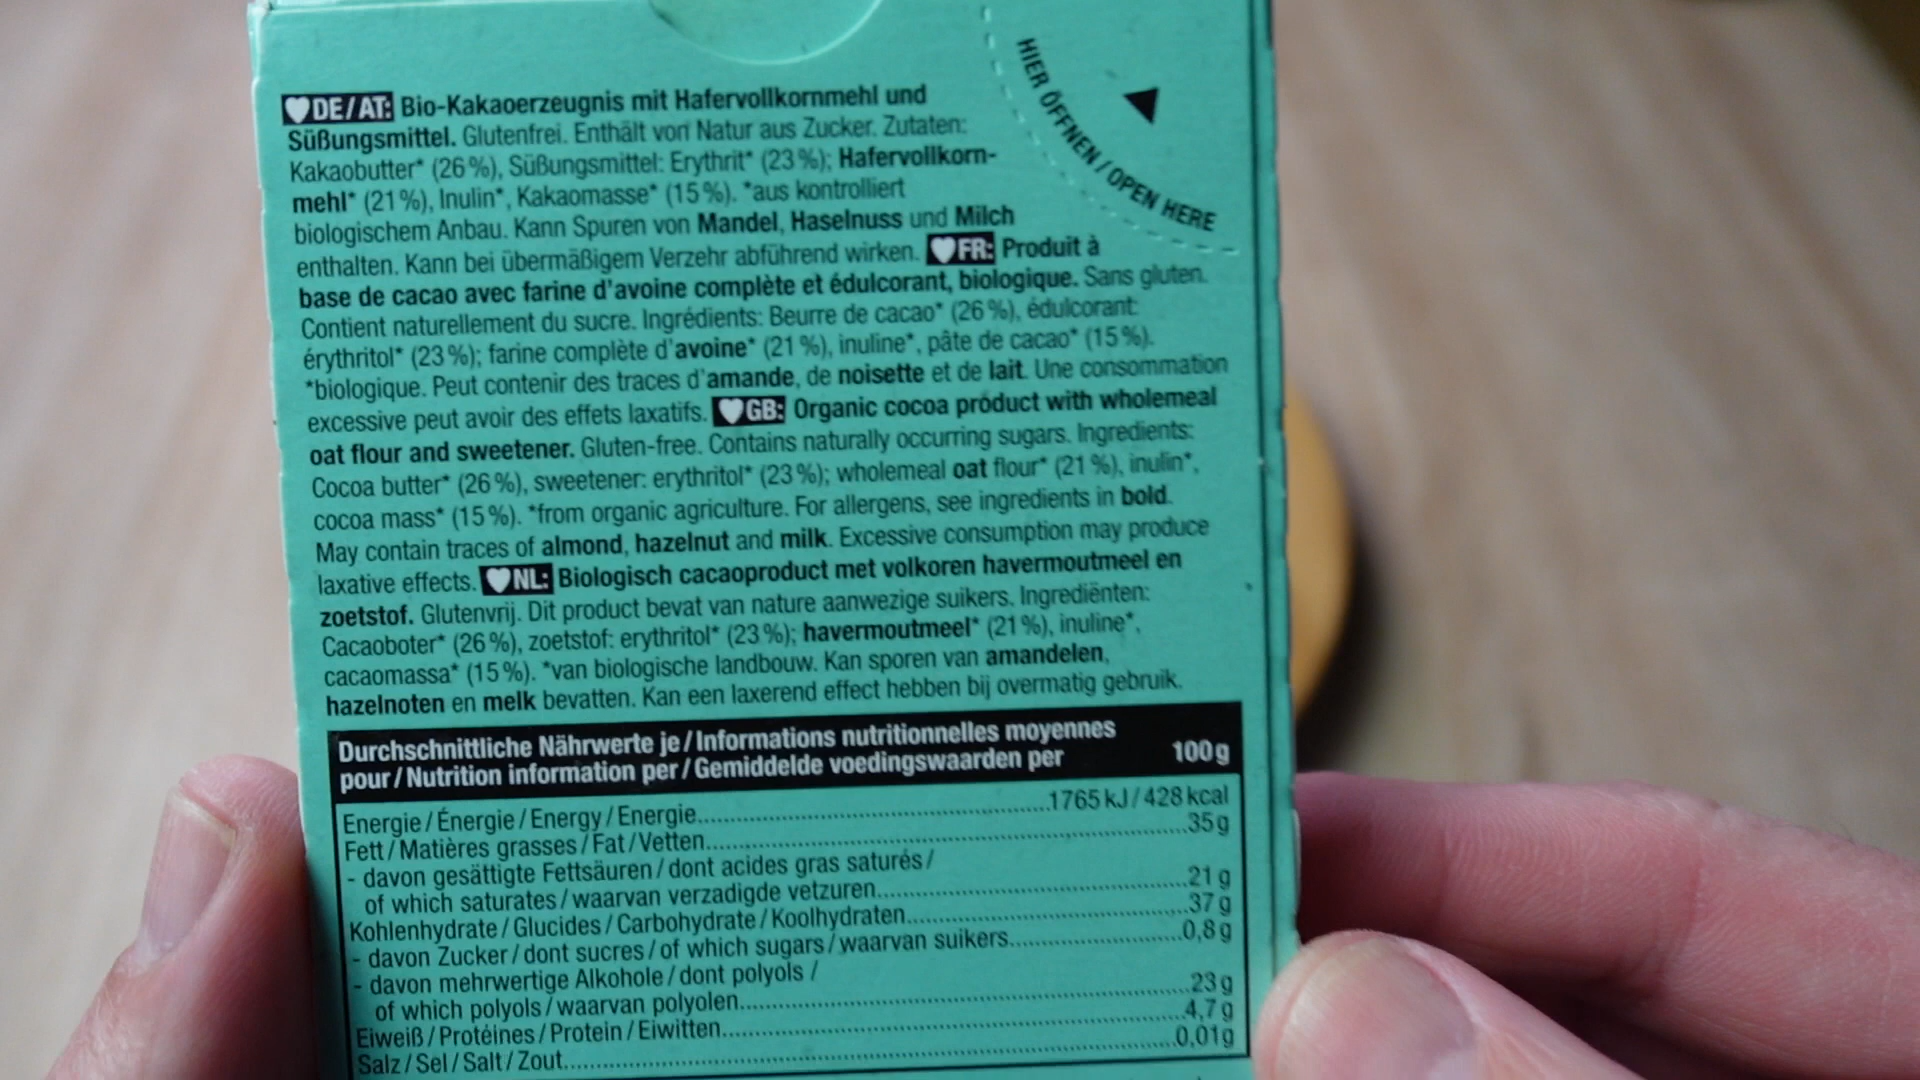 HIER ÖFFNEN / OPEN HERE
DE/AT: Bio-Kakaoerzeugnis mit Hafervollkornmehl und
Süßungsmittel. Glutenfrei. Enthält von Natur aus Zucker. Zutaten:
Kakaobutter* (26 %), Süßungsmittel: Erythrit* (23 %); Hafervollkorn-
mehl* (21 %), Inulin*, Kakaomasse* (15 %). *aus kontrolliert
biologischem Anbau. Kann Spuren von Mandel, Haselnuss und Milch
enthalten. Kann bei übermäßigem Verzehr abführend wirken. FR: Produit à
base de cacao avec farine d'avoine complète et édulcorant, biologique. Sans gluten.
Contient naturellement du sucre. Ingrédients: Beurre de cacao* (26 %), édulcorant:
érythritol* (23 %); farine complète d'avoine* (21 %), inuline*, pâte de cacao* (15 %).
*biologique. Peut contenir des traces d'amande, de noisette et de lait. Une consommation
excessive peut avoir des effets laxatifs. GB: Organic cocoa product with wholemeal
oat flour and sweetener. Gluten-free. Contains naturally occurring sugars. Ingredients:
Cocoa butter* (26 %), sweetener: erythritol* (23 %); wholemeal oat flour* (21 %), inulin*,
cocoa mass* (15 %). *from organic agriculture. For allergens, see ingredients in bold.
May contain traces of almond, hazelnut and milk. Excessive consumption may produce
laxative effects. NL: Biologisch cacaoproduct met volkoren havermoutmeel en
zoetstof. Glutenvrij. Dit product bevat van nature aanwezige suikers. Ingrediënten:
Cacaoboter* (26 %), zoetstof: erythritol* (23 %); havermoutmeel* (21 %), inuline*,
cacaomassa* (15 %). *van biologische landbouw. Kan sporen van amandelen,
hazelnoten en melk bevatten. Kan een laxerend effect hebben bij overmatig gebruik.
Durchschnittliche Nährwerte je / Informations nutritionnelles moyennes
pour / Nutrition information per / Gemiddelde voedingswaarden per 100 g
Energie / Énergie / Energy / Energie 1765 kJ / 428 kcal
Fett / Matières grasses / Fat / Vetten 35 g
- davon gesättigte Fettsäuren / dont acides gras saturés /
of which saturates / waarvan verzadigde vetzuren 21 g
Kohlenhydrate / Glucides / Carbohydrate / Koolhydraten 37 g
- davon Zucker / dont sucres / of which sugars / waarvan suikers 0,8 g
- davon mehrwertige Alkohole / dont polyols /
of which polyols / waarvan polyolen 23 g
Eiweiß / Protéines / Protein / Eiwitten 4,7 g
Salz / Sel / Salt / Zout 0,01g